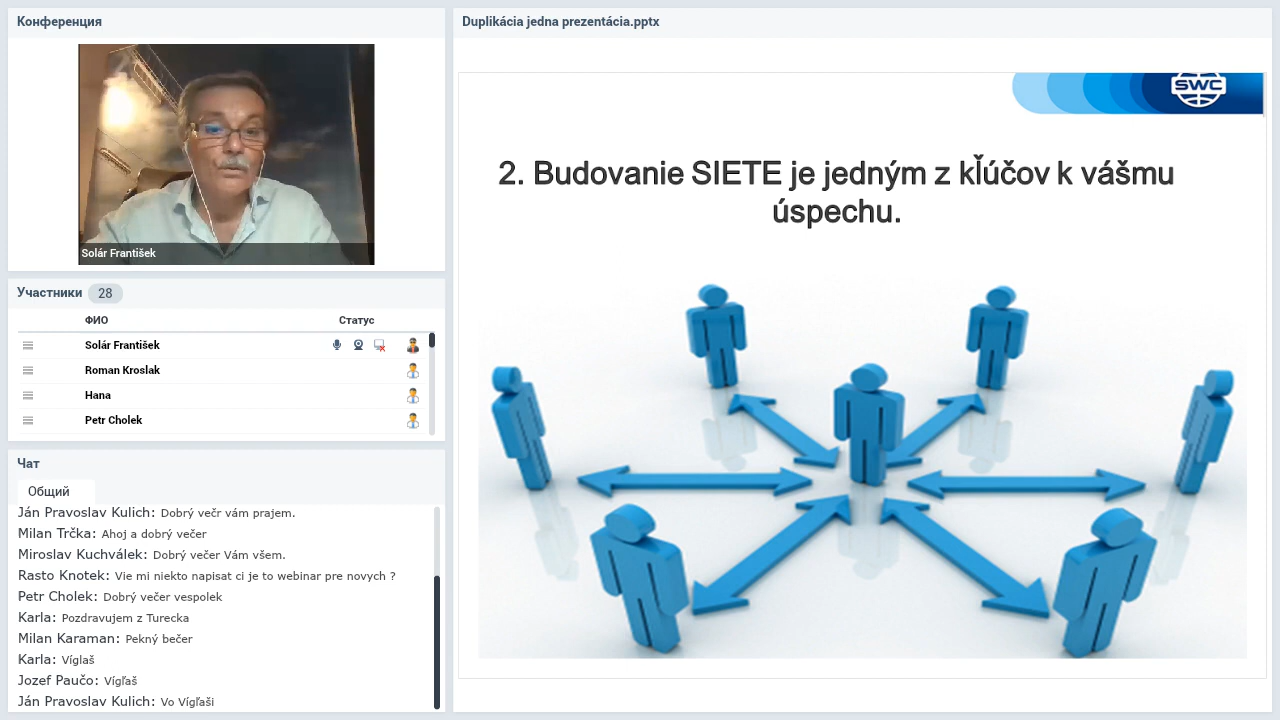 Конференция
Solár František
Участники 28
ФИО Статус
Solár František
Roman Kroslak
Hana
Petr Cholek
Чат
Общий
Ján Pravoslav Kulich: Dobrý večr vám prajem.
Milan Trčka: Ahoj a dobrý večer
Miroslav Kuchválek: Dobrý večer Vám všem.
Rasto Knotek: Vie mi niekto napisat ci je to webinar pre novych ?
Petr Cholek: Dobrý večer vespolek
Karla: Pozdravujem z Turecka
Milan Karaman: Pekný bečer
Karla: Víglaš
Jozef Paučo: Vígľaš
Ján Pravoslav Kulich: Vo Vígľaši
Duplikácia jedna prezentácia.pptx
SWC
2. Budovanie SIETE je jedným z kľúčov k vášmu
úspechu.